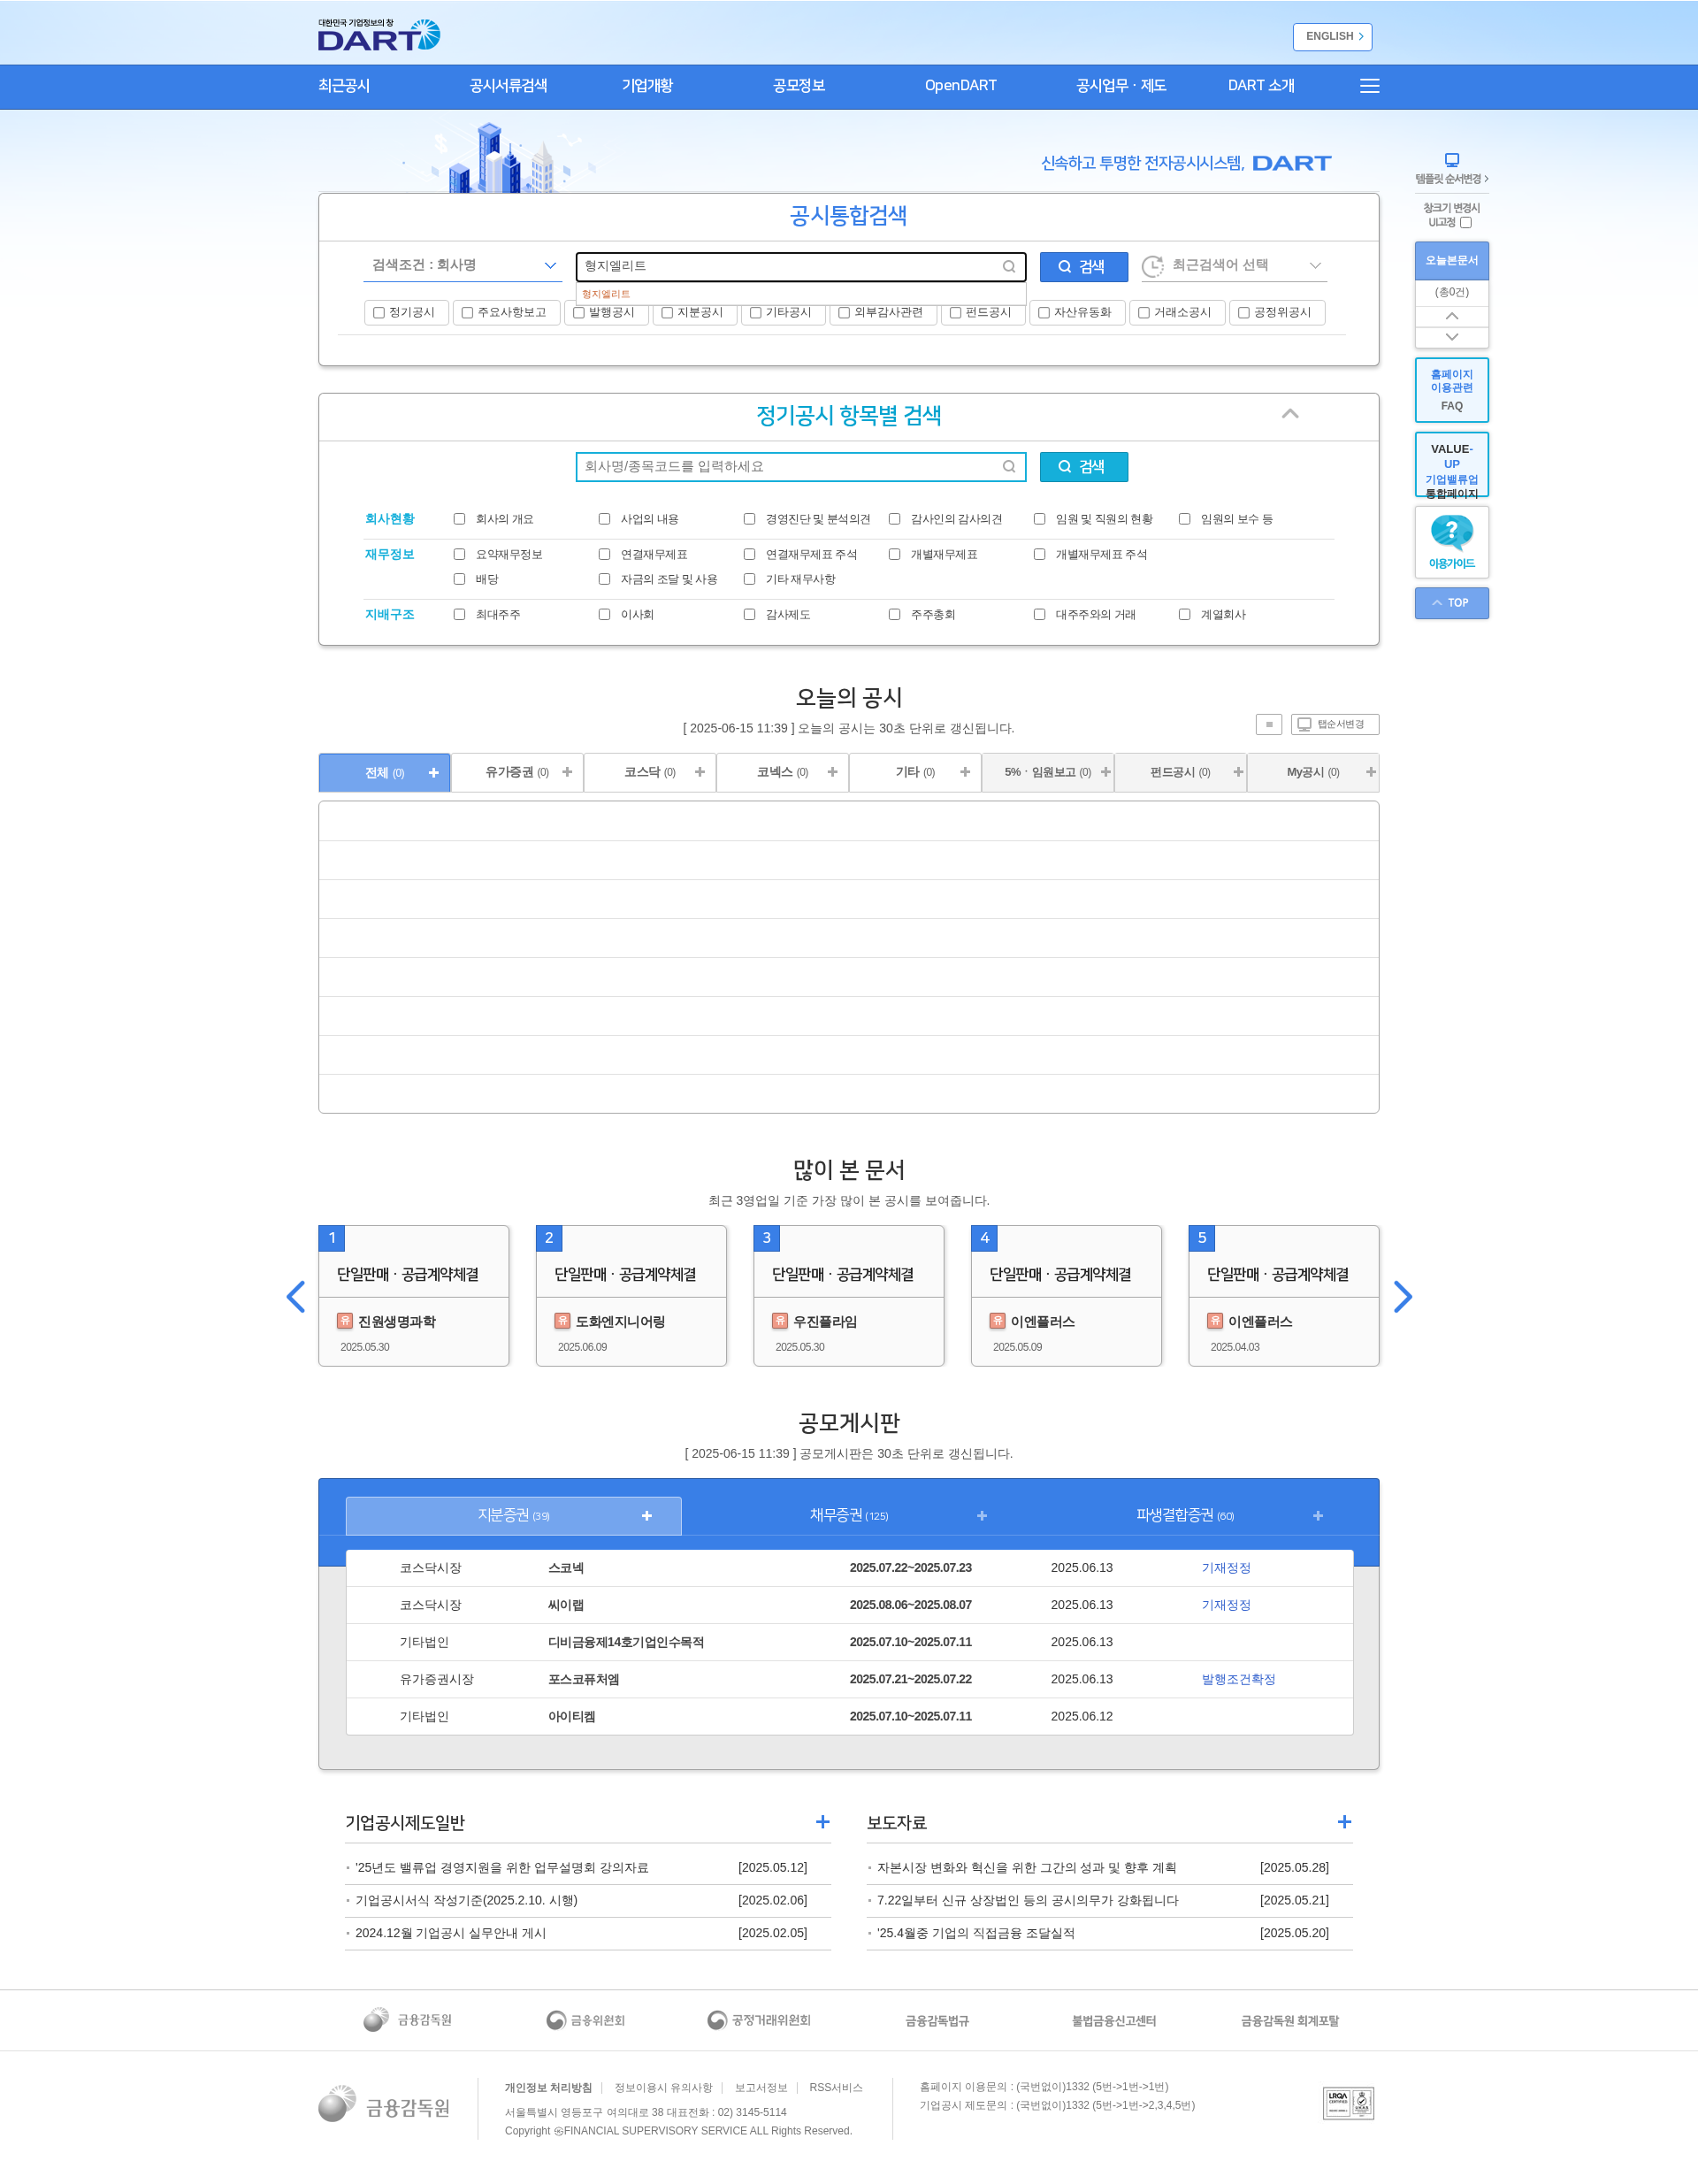 대한민국 기업정보의 창
DART
ENGLISH
최근공시 공시서류검색 기업개황 공모정보 OpenDART 공시업무ㆍ제도 DART 소개
신속하고 투명한 전자공시시스템, DART
템플릿 순서변경
창크기 변경시
UI고정
공시통합검색
검색조건 : 회사명 형지엘리트 검색 최근검색어 선택
형지엘리트
정기공시 주요사항보고 발행공시 지분공시 기타공시 외부감사관련 펀드공시 자산유동화 거래소공시 공정위공시
오늘본문서
(총0건)
홈페이지
이용관련
FAQ
VALUE-
UP
기업밸류업
통합페이지
이용가이드
TOP
정기공시 항목별 검색
회사명/종목코드를 입력하세요 검색
회사현황 회사의 개요 사업의 내용 경영진단 및 분석의견 감사인의 감사의견 임원 및 직원의 현황 임원의 보수 등
재무정보 요약재무정보 연결재무제표 연결재무제표 주석 개별재무제표 개별재무제표 주석
배당 자금의 조달 및 사용 기타 재무사항
지배구조 최대주주 이사회 감사제도 주주총회 대주주와의 거래 계열회사
오늘의 공시
[ 2025-06-15 11:39 ] 오늘의 공시는 30초 단위로 갱신됩니다.
탭순서변경
전체 (0) 유가증권 (0) 코스닥 (0) 코넥스 (0) 기타 (0) 5%ㆍ임원보고 (0) 펀드공시 (0) My공시 (0)
많이 본 문서
최근 3영업일 기준 가장 많이 본 공시를 보여줍니다.
1 2 3 4 5
단일판매ㆍ공급계약체결 단일판매ㆍ공급계약체결 단일판매ㆍ공급계약체결 단일판매ㆍ공급계약체결 단일판매ㆍ공급계약체결
유 진원생명과학 유 도화엔지니어링 유 우진플라임 유 이엔플러스 유 이엔플러스
2025.05.30 2025.06.09 2025.05.30 2025.05.09 2025.04.03
공모게시판
[ 2025-06-15 11:39 ] 공모게시판은 30초 단위로 갱신됩니다.
지분증권 (39) 채무증권 (125) 파생결합증권 (60)
코스닥시장 스코넥 2025.07.22~2025.07.23 2025.06.13 기재정정
코스닥시장 씨이랩 2025.08.06~2025.08.07 2025.06.13 기재정정
기타법인 디비금융제14호기업인수목적 2025.07.10~2025.07.11 2025.06.13
유가증권시장 포스코퓨처엠 2025.07.21~2025.07.22 2025.06.13 발행조건확정
기타법인 아이티켐 2025.07.10~2025.07.11 2025.06.12
기업공시제도일반
'25년도 밸류업 경영지원을 위한 업무설명회 강의자료 [2025.05.12]
기업공시서식 작성기준(2025.2.10. 시행) [2025.02.06]
2024.12월 기업공시 실무안내 게시 [2025.02.05]
보도자료
자본시장 변화와 혁신을 위한 그간의 성과 및 향후 계획 [2025.05.28]
7.22일부터 신규 상장법인 등의 공시의무가 강화됩니다 [2025.05.21]
'25.4월중 기업의 직접금융 조달실적 [2025.05.20]
금융감독원 금융위원회 공정거래위원회 금융감독법규 불법금융신고센터 금융감독원 회계포탈
금융감독원
개인정보 처리방침 정보이용시 유의사항 보고서정보 RSS서비스
서울특별시 영등포구 여의대로 38 대표전화 : 02) 3145-5114
Copyright ⓒFINANCIAL SUPERVISORY SERVICE ALL Rights Reserved.
홈페이지 이용문의 : (국번없이)1332 (5번->1번->1번)
기업공시 제도문의 : (국번없이)1332 (5번->1번->2,3,4,5번)
LRQA
CERTIFIED